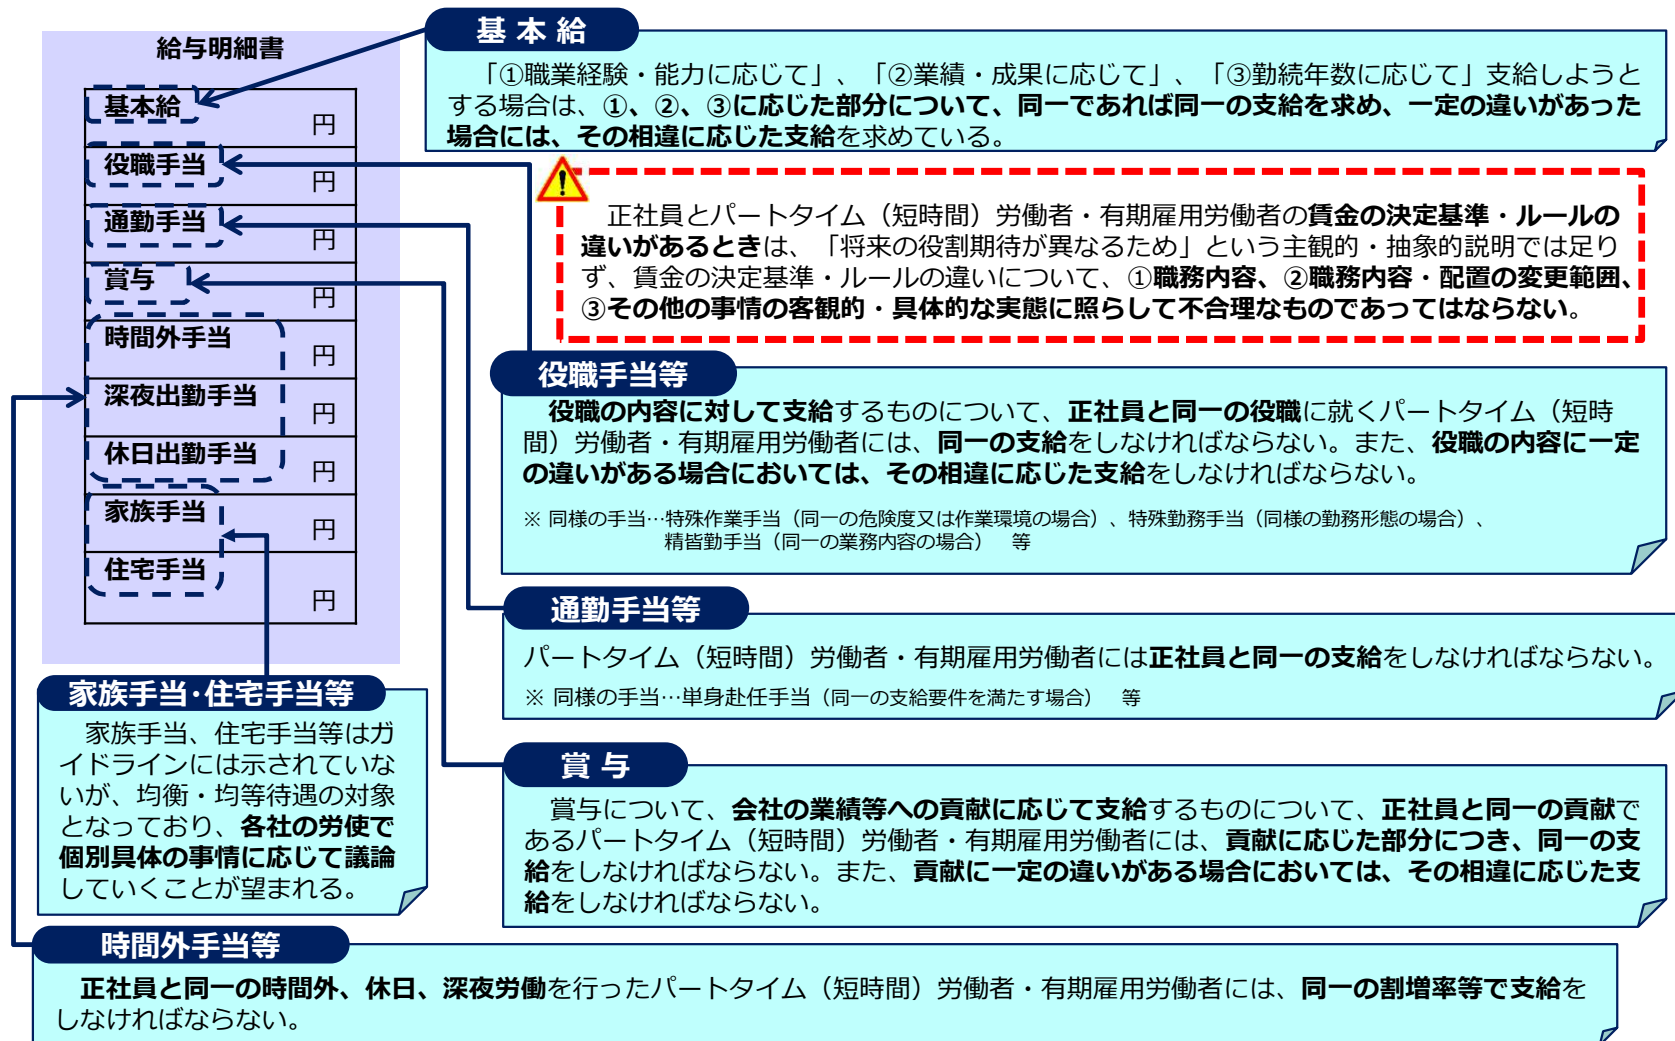 給与明細書
基本給
円
役職手当
円
通勤手当
円
賞与
円
時間外手当
円
深夜出勤手当
円
休日出勤手当
円
家族手当
円
住宅手当
円
基 本 給
「①職業経験・能力に応じて」、「②業績・成果に応じて」、「③勤続年数に応じて」支給しようと
する場合は、①、②、③に応じた部分について、同一であれば同一の支給を求め、一定の違いがあった
場合には、その相違に応じた支給を求めている。
正社員とパートタイム（短時間）労働者・有期雇用労働者の賃金の決定基準・ルールの
違いがあるときは、「将来の役割期待が異なるため」という主観的・抽象的説明では足り
ず、賃金の決定基準・ルールの違いについて、①職務内容、②職務内容・配置の変更範囲、
③その他の事情の客観的・具体的な実態に照らして不合理なものであってはならない。
役職手当等
役職の内容に対して支給するものについて、正社員と同一の役職に就くパートタイム（短時
間）労働者・有期雇用労働者には、同一の支給をしなければならない。また、役職の内容に一定
の違いがある場合においては、その相違に応じた支給をしなければならない。
※ 同様の手当…特殊作業手当（同一の危険度又は作業環境の場合）、特殊勤務手当（同様の勤務形態の場合）、
精皆勤手当（同一の業務内容の場合） 等
通勤手当等
パートタイム（短時間）労働者・有期雇用労働者には正社員と同一の支給をしなければならない。
※ 同様の手当…単身赴任手当（同一の支給要件を満たす場合） 等
家族手当・住宅手当等
家族手当、住宅手当等はガ
イドラインには示されていな
いが、均衡・均等待遇の対象
となっており、各社の労使で
個別具体の事情に応じて議論
していくことが望まれる。
賞 与
賞与について、会社の業績等への貢献に応じて支給するものについて、正社員と同一の貢献で
あるパートタイム（短時間）労働者・有期雇用労働者には、貢献に応じた部分につき、同一の支
給をしなければならない。また、貢献に一定の違いがある場合においては、その相違に応じた支
給をしなければならない。
時間外手当等
正社員と同一の時間外、休日、深夜労働を行ったパートタイム（短時間）労働者・有期雇用労働者には、同一の割増率等で支給を
しなければならない。